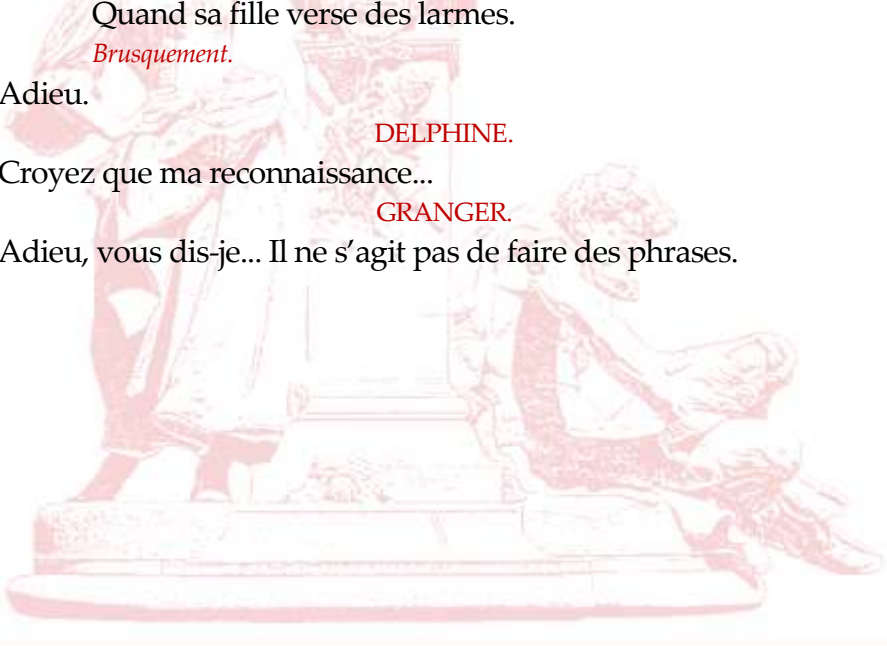 Quand sa fille verse des larmes.
Brusquement.
Adieu.
DELPHINE.
Croyez que ma reconnaissance...
GRANGER.
Adieu, vous dis-je... Il ne s’agit pas de faire des phrases.